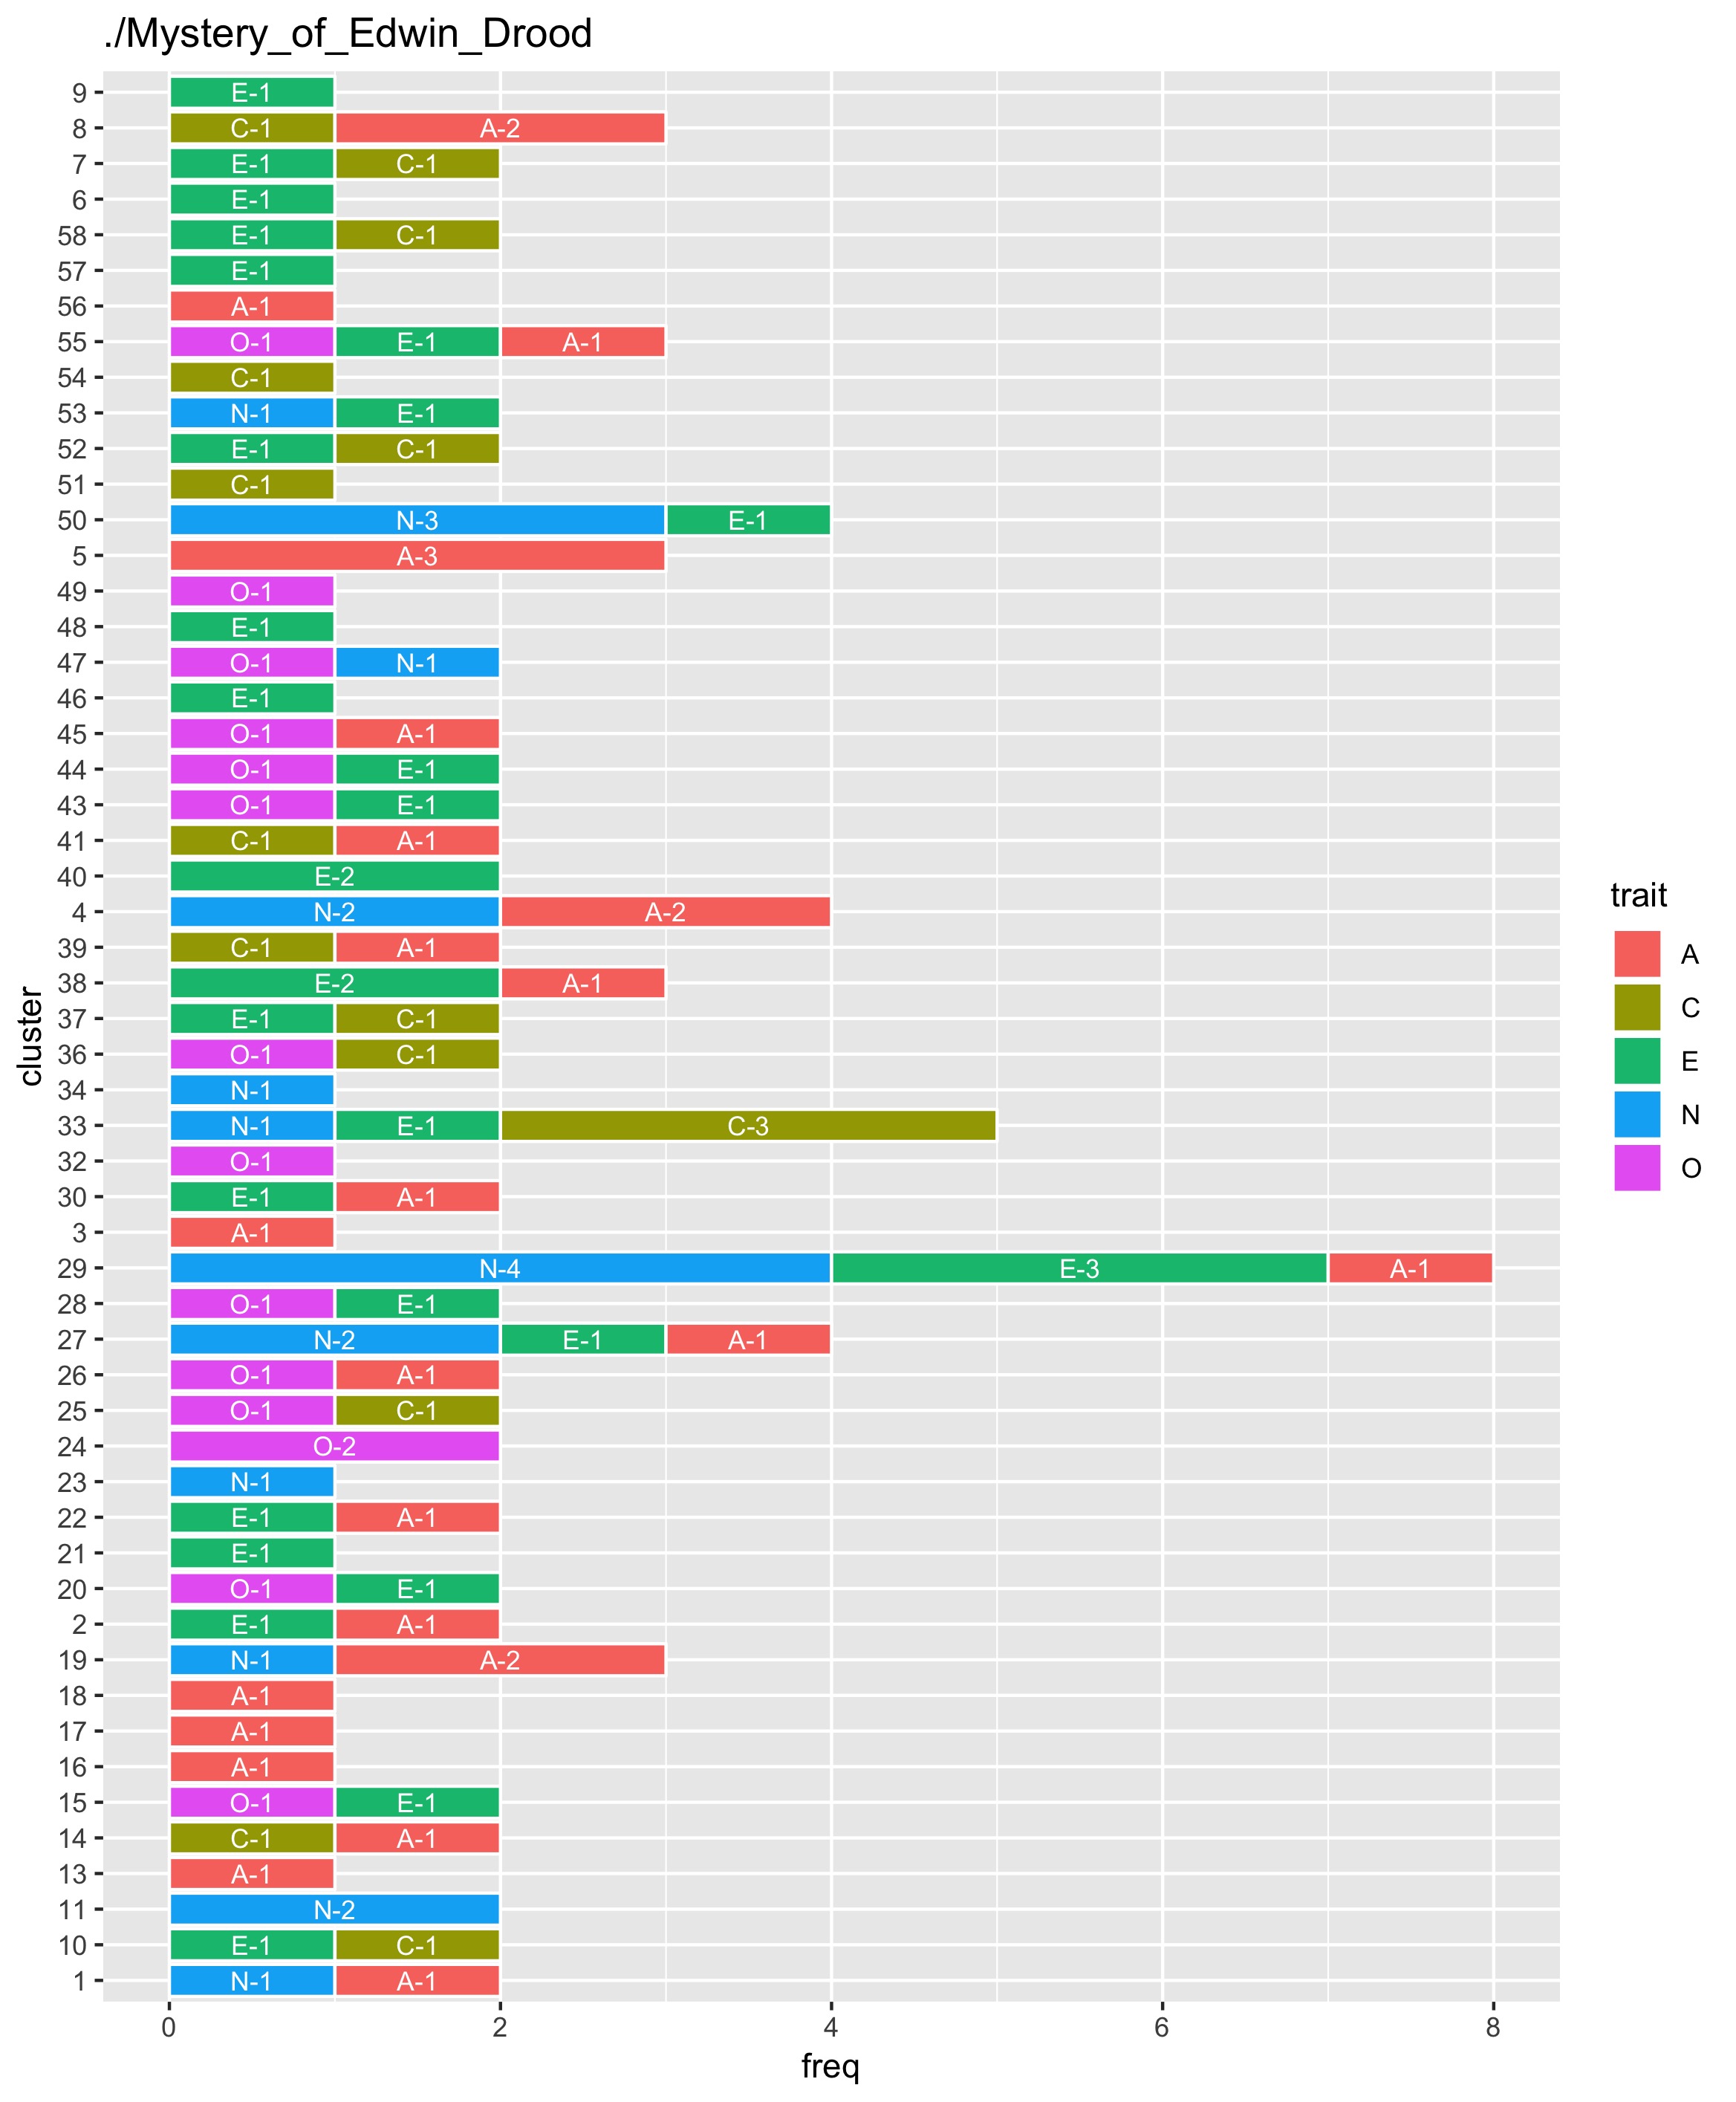 ./Mystery_of_Edwin_Drood
9 E-1
8 C-1 A-2
7 E-1 C-1
6 E-1
58 E-1 C-1
57 E-1
56 A-1
55 O-1 E-1 A-1
54 C-1
53 N-1 E-1
52 E-1 C-1
51 C-1
50 N-3 E-1
5 A-3
49 O-1
48 E-1
47 O-1 N-1
46 E-1
45 O-1 A-1
44 O-1 E-1
43 O-1 E-1
41 C-1 A-1
40 E-2
4 N-2 A-2
39 C-1 A-1
38 E-2 A-1
37 E-1 C-1
36 O-1 C-1
34 N-1
33 N-1 E-1 C-3
32 O-1
30 E-1 A-1
3 A-1
29 N-4 E-3 A-1
28 O-1 E-1
27 N-2 E-1 A-1
26 O-1 A-1
25 O-1 C-1
24 O-2
23 N-1
22 E-1 A-1
21 E-1
20 O-1 E-1
2 E-1 A-1
19 N-1 A-2
18 A-1
17 A-1
16 A-1
15 O-1 E-1
14 C-1 A-1
13 A-1
11 N-2
10 E-1 C-1
1 N-1 A-1
0 2 4 6 8
freq
cluster
trait
A
C
E
N
O